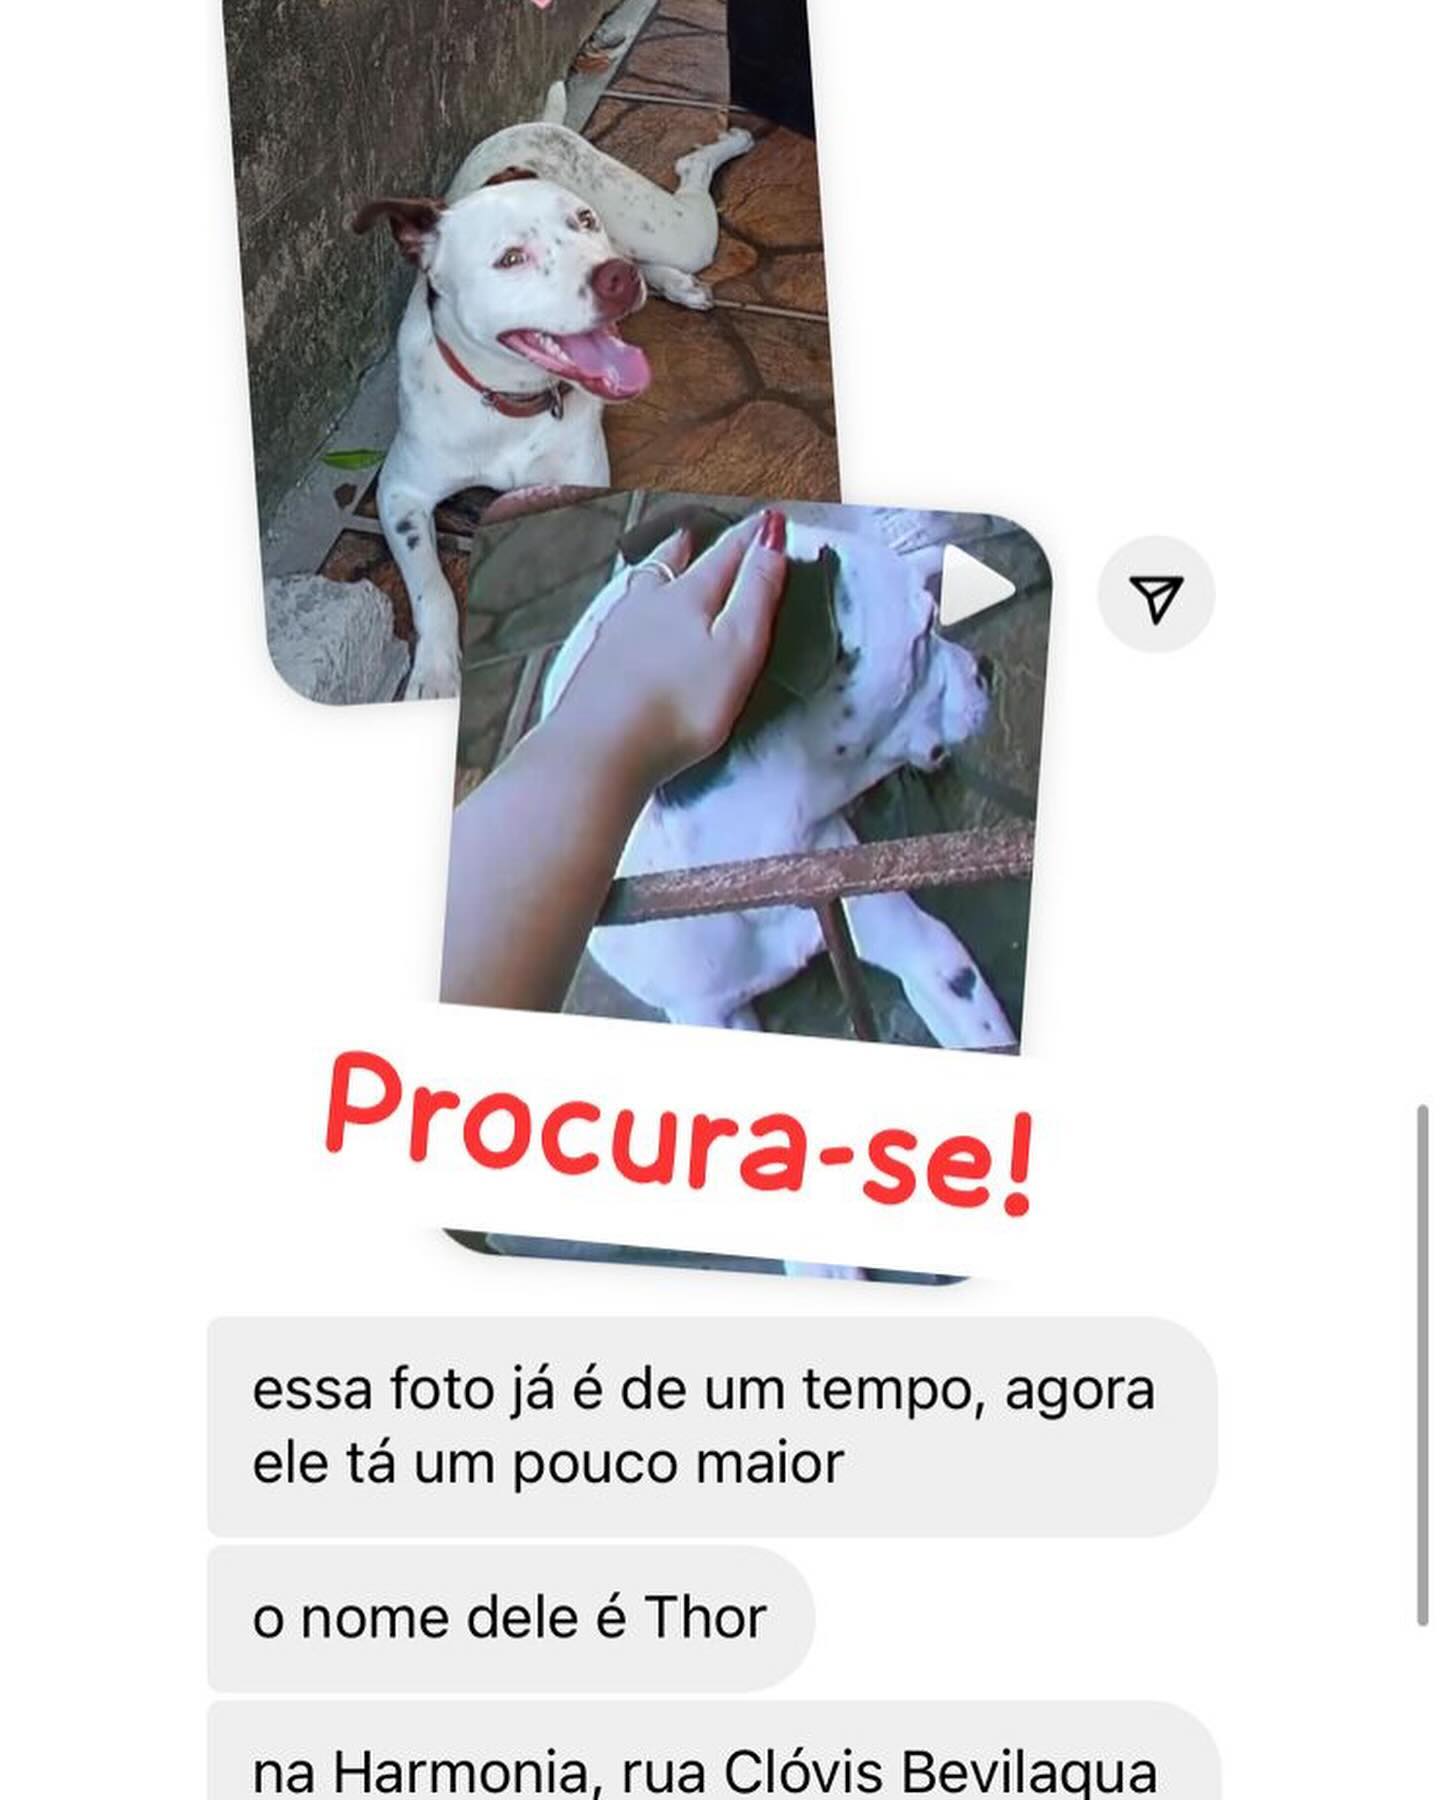 Procura-se!
essa foto já é de um tempo, agora
ele tá um pouco maior
o nome dele é Thor
na Harmonia, rua Clóvis Bevilaqua